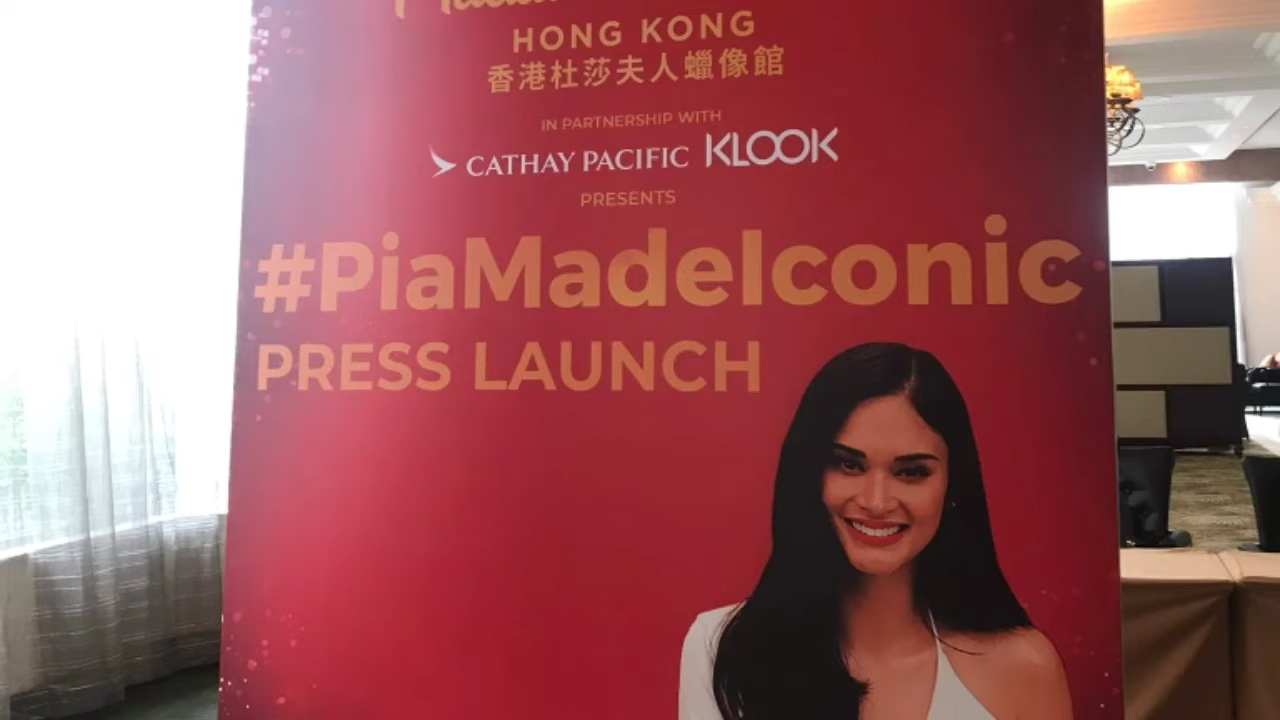 HONG KONG
香港杜莎夫人蠟像館
IN PARTNERSHIP WITH
CATHAY PACIFIC KLOOK
PRESENTS
#PiaMadeIconic
PRESS LAUNCH